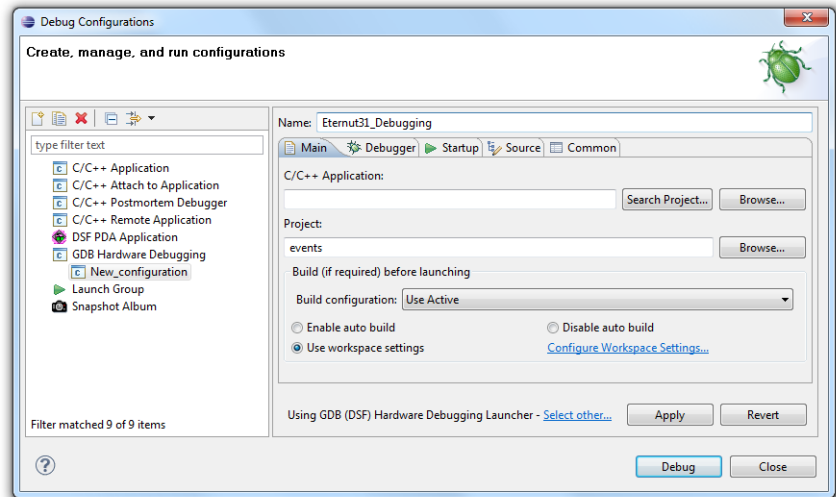 Debug Configurations
Create, manage, and run configurations
type filter text
C/C++ Application
C/C++ Attach to Application
C/C++ Postmortem Debugger
C/C++ Remote Application
DSF PDA Application
GDB Hardware Debugging
New_configuration
Launch Group
Snapshot Album
Filter matched 9 of 9 items
Name: Eternut31_Debugging
Main Debugger Startup Source Common
C/C++ Application:
Search Project... Browse...
Project:
events Browse...
Build (if required) before launching
Build configuration: Use Active
Enable auto build Disable auto build
Use workspace settings Configure Workspace Settings...
Using GDB (DSF) Hardware Debugging Launcher - Select other... Apply Revert
Debug Close